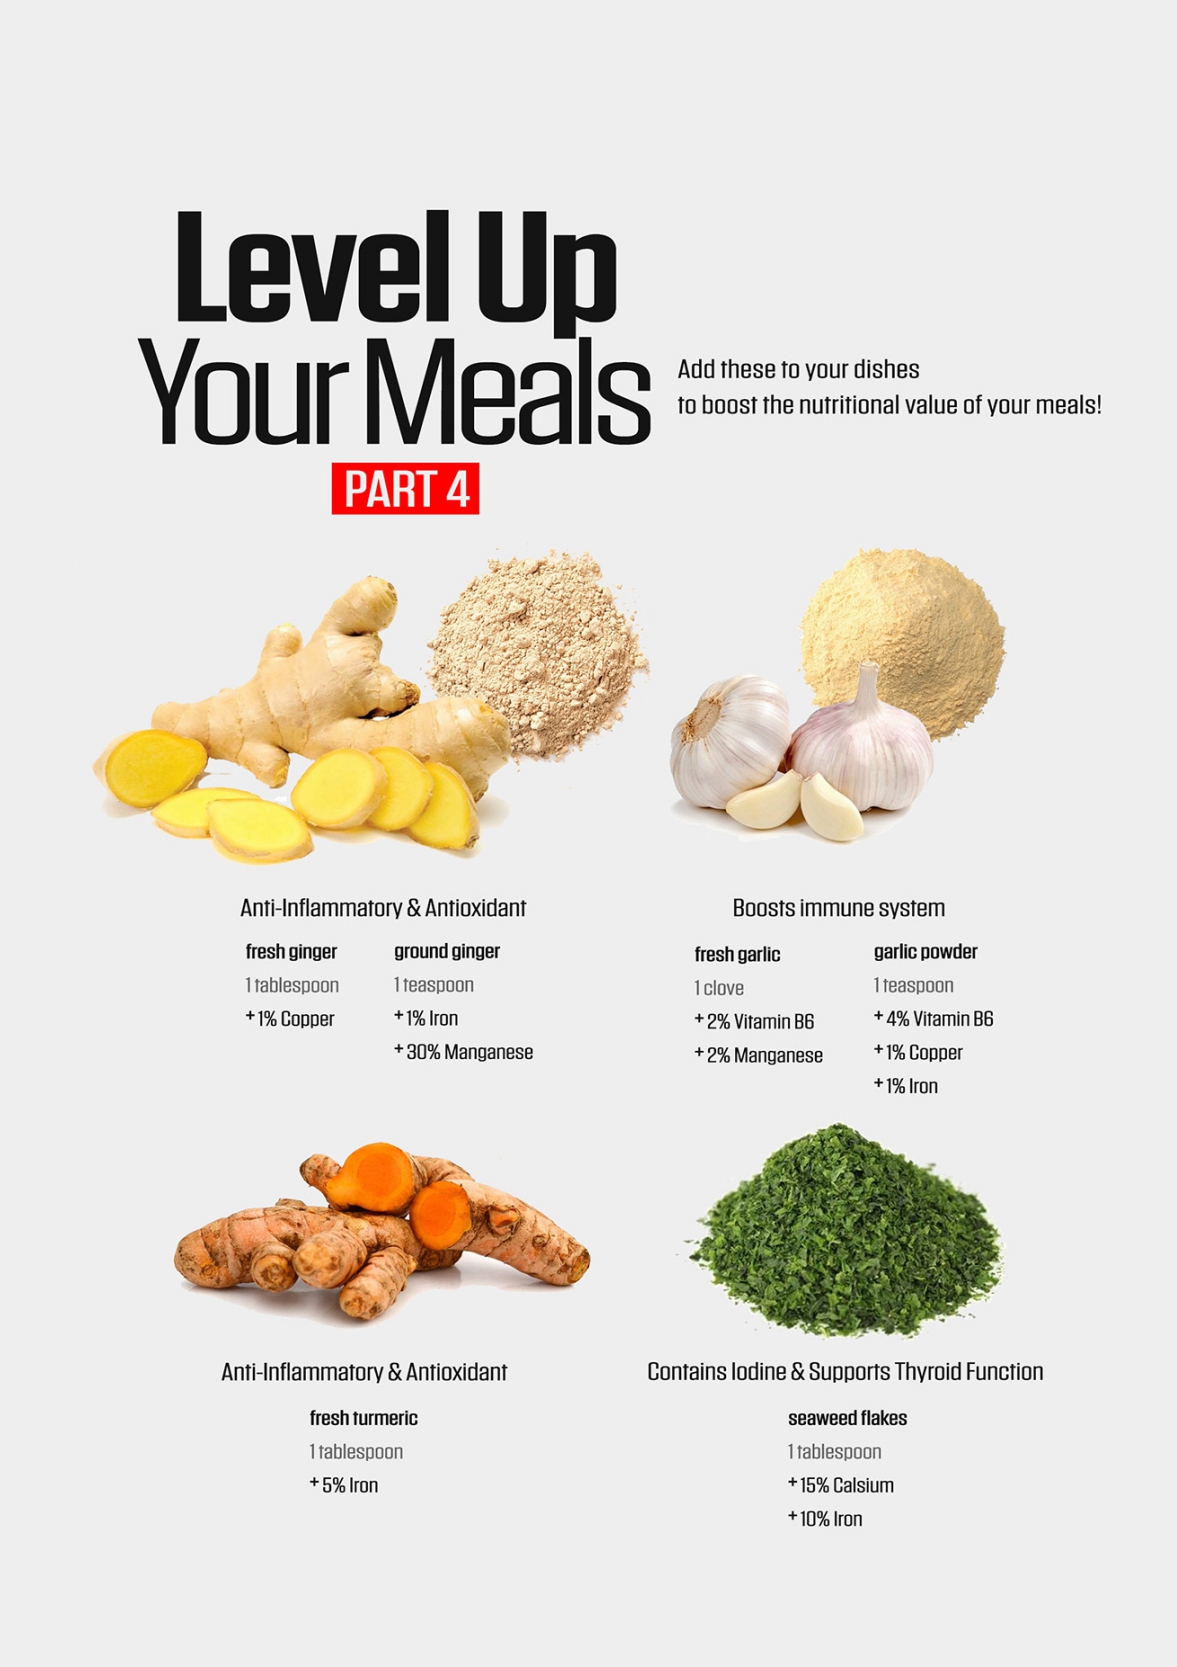 Level Up
Your Meals
PART 4
Add these to your dishes
to boost the nutritional value of your meals!
Anti-Inflammatory & Antioxidant
fresh ginger
1 tablespoon
+1% Copper
ground ginger
1 teaspoon
+1% Iron
+30% Manganese
Boosts immune system
fresh garlic
1 clove
+2% Vitamin B6
+2% Manganese
garlic powder
1 teaspoon
+4% Vitamin B6
+1% Copper
+1% Iron
Anti-Inflammatory & Antioxidant
fresh turmeric
1 tablespoon
+5% Iron
Contains Iodine & Supports Thyroid Function
seaweed flakes
1 tablespoon
+15% Calsium
+10% Iron